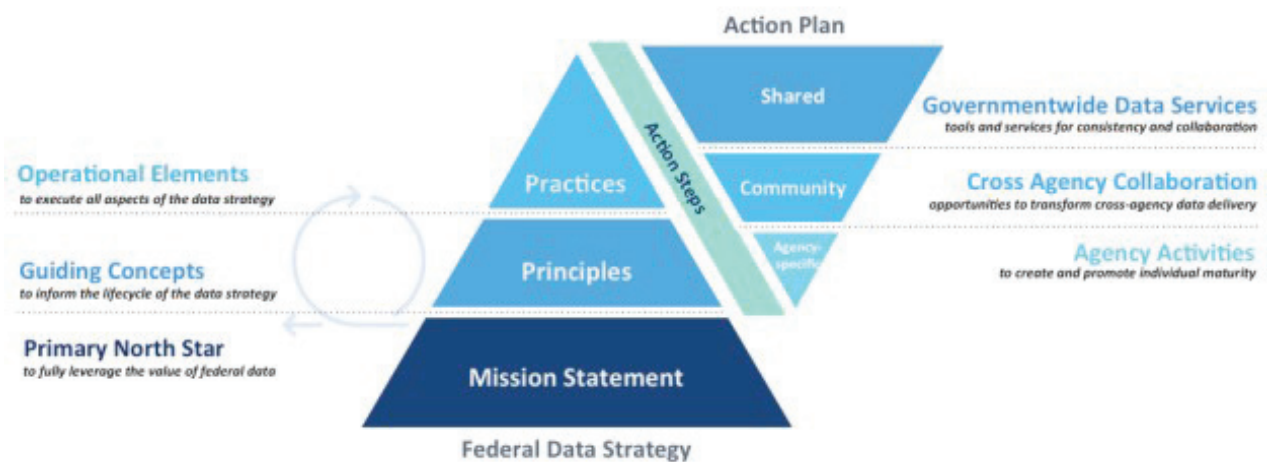 Action Plan
Shared
Governmentwide Data Services
tools and services for consistency and collaboration
Action Steps
Operational Elements
to execute all aspects of the data strategy
Practices
Community
Cross Agency Collaboration
opportunities to transform cross-agency data delivery
Guiding Concepts
to inform the lifecycle of the data strategy
Principles
Agency-
specific
Agency Activities
to create and promote individual maturity
Primary North Star
to fully leverage the value of federal data
Mission Statement
Federal Data Strategy